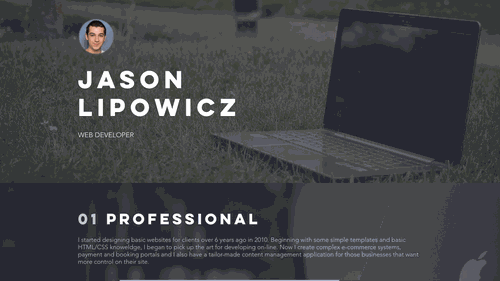 JASON
LIPOWICZ
WEB DEVELOPER
01 PROFESSIONAL
I started designing basic websites for clients over 6 years ago in 2010. Beginning with some simple templates and basic
HTML/CSS knoweldge, I began to pick up the art for developing on-line. Now I create complex e-commerce systems,
payment and booking portals and I also have a tailor-made content management application for those businesses that want
more control on their site.